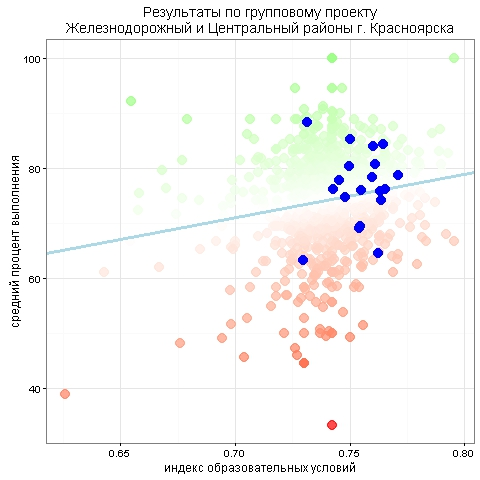 Результаты по групповому проекту
Железнодорожный и Центральный районы г. Красноярска
средний процент выполнения
100
80
60
40
0.65
0.70
0.75
0.80
индекс образовательных условий